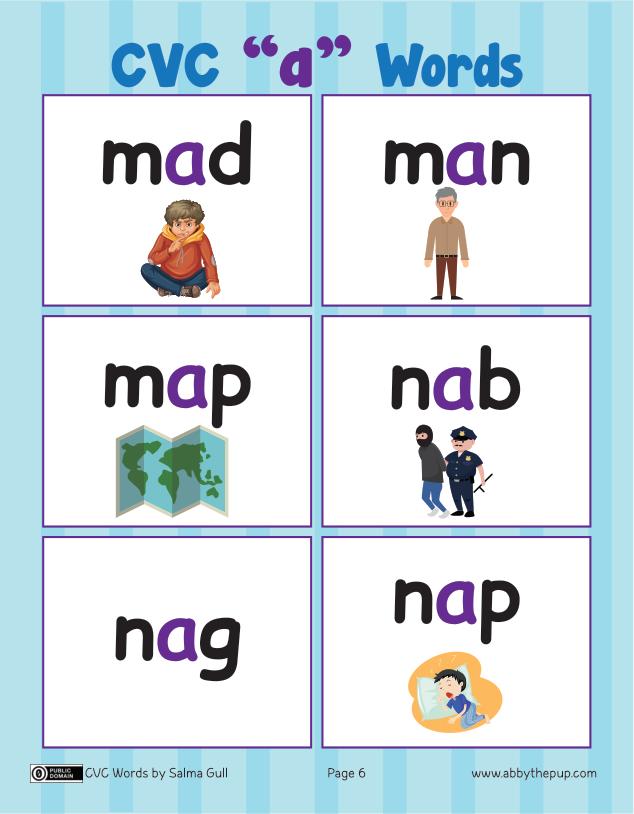 CVC “a” Words
mad
man
map
nab
nag
nap
0 PUBLIC DOMAIN CVC Words by Salma Gull
Page 6
www.abbythepup.com